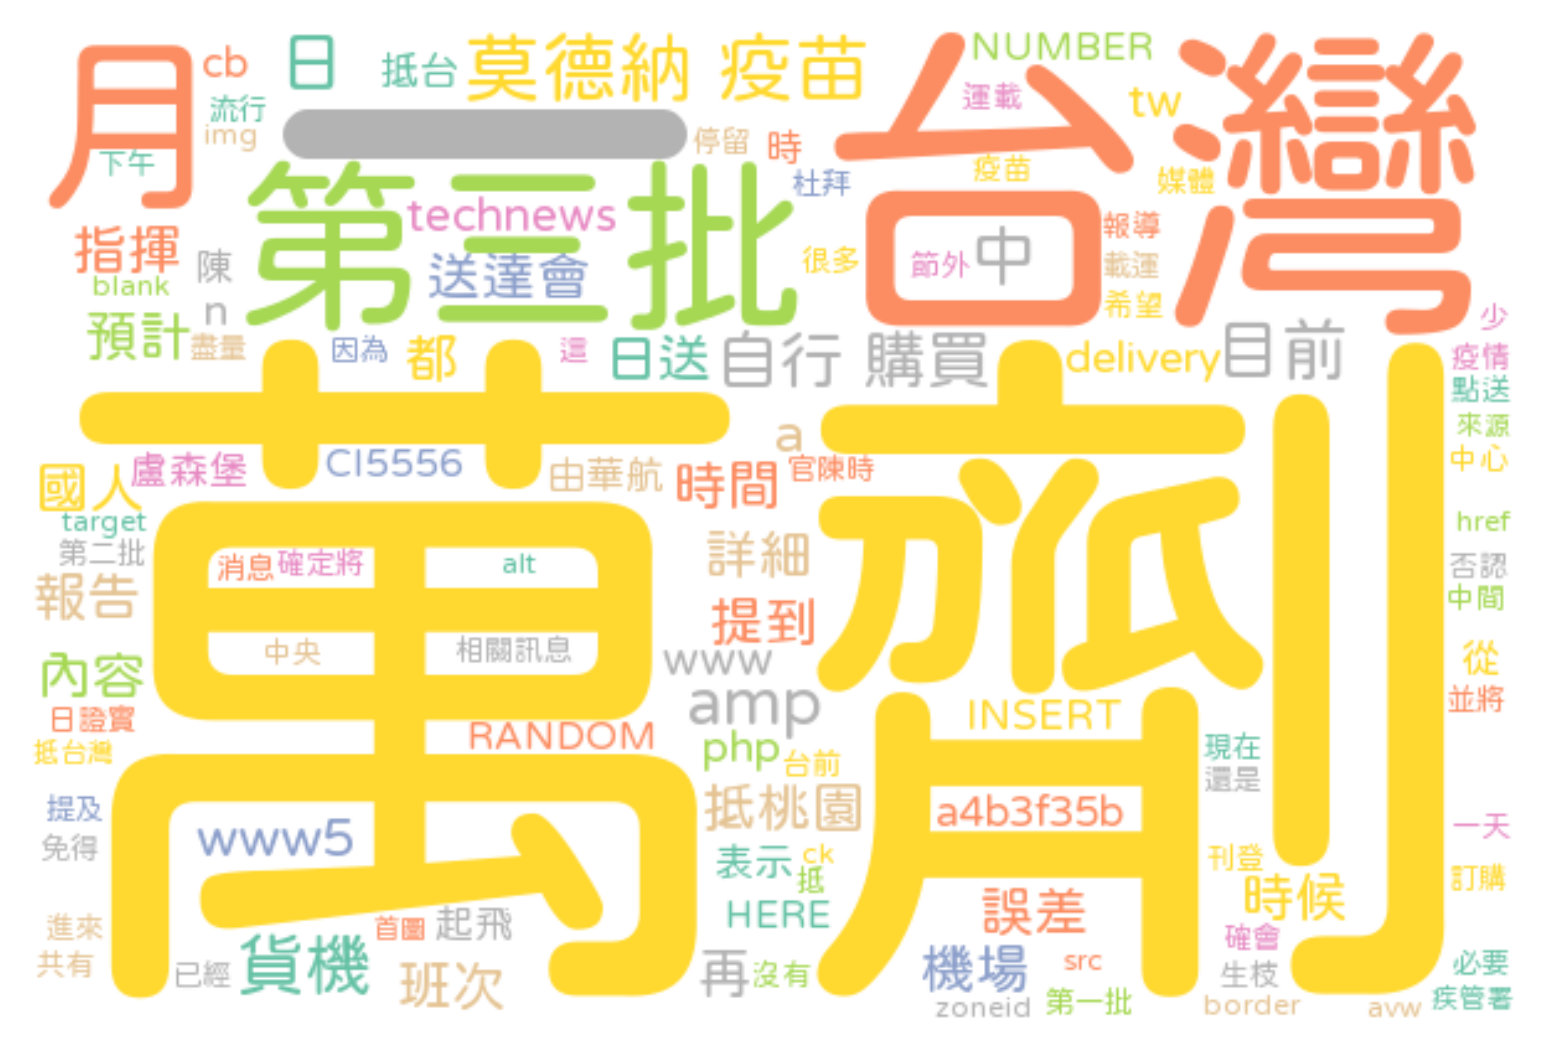 月
cb
日
抵台
莫德納 疫苗
台灣
NUMBER
運載
tw
流行
img
下午
一
停留
時
杜拜
疫苗
媒體
第三批
technews
送達會
很多
節外
中
報導
載運
希望
指揮
陳
blank
n
預計
盡量
因為
都
這
日送
自行 購買
delivery
目前
少
疫情
點送
來源
中心
萬
劑
a
國人
盧森堡
CI5556
由華航
時間
官陳時
target
第二批
href
報告
消息
確定將
alt
詳細
否認
中間
提到
中央
相關訊息
www
內容
從
日證實
amp
並將
抵台灣
RANDOM
php
台前
INSERT
現在
還是
提及
免得
www5
抵桃園
a4b3f35b
一天
表示
ck
抵
刊登
時候
訂購
進來
共有
首圖
起飛
HERE
誤差
確會
已經
貨機
班次
再
沒有
機場
src
生枝
必要
zoneid
第一批
border
avw
疾管署